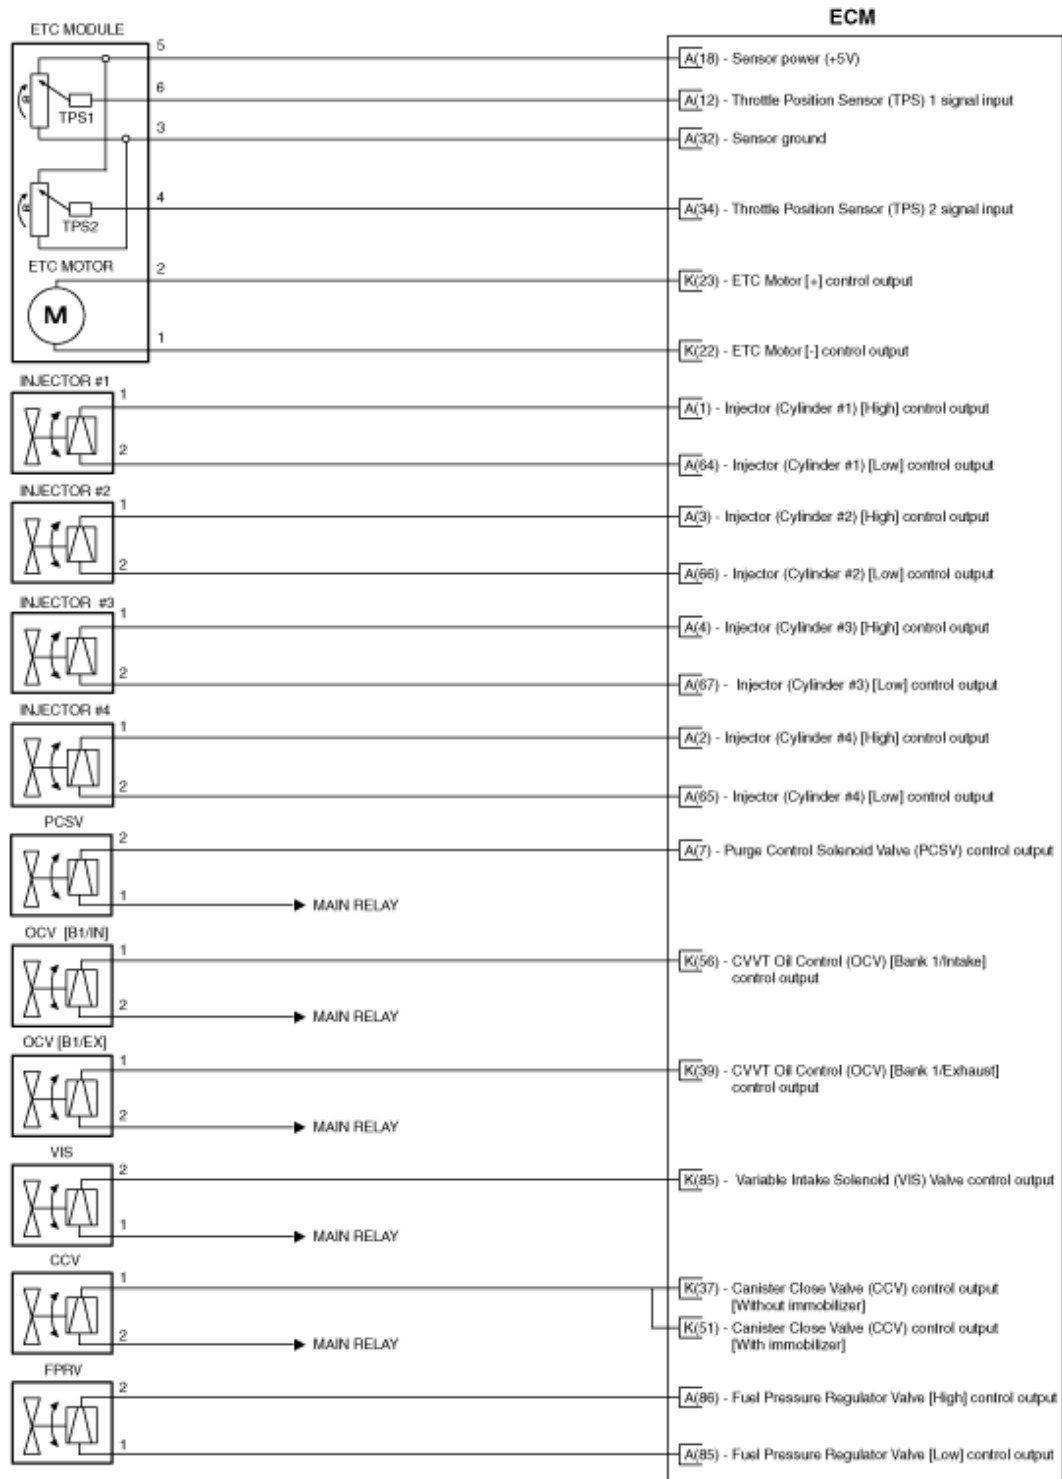 ECM
ETC MODULE
5
A(18) - Sensor power (+5V)
6
A(12) - Throttle Position Sensor (TPS) 1 signal input
TPS1
3
A(32) - Sensor ground
4
A(34) - Throttle Position Sensor (TPS) 2 signal input
TPS2
ETC MOTOR
2
K(23) - ETC Motor [+] control output
M
1
K(22) - ETC Motor [-] control output
INJECTOR #1
1
A(1) - Injector (Cylinder #1) [High] control output
2
A(64) - Injector (Cylinder #1) [Low] control output
INJECTOR #2
1
A(3) - Injector (Cylinder #2) [High] control output
2
A(66) - Injector (Cylinder #2) [Low] control output
INJECTOR #3
1
A(4) - Injector (Cylinder #3) [High] control output
2
A(67) - Injector (Cylinder #3) [Low] control output
INJECTOR #4
1
A(2) - Injector (Cylinder #4) [High] control output
2
A(65) - Injector (Cylinder #4) [Low] control output
PCSV
2
A(7) - Purge Control Solenoid Valve (PCSV) control output
1
MAIN RELAY
OCV [B1/IN]
1
K(56) - CVVT Oil Control (OCV) [Bank 1/Intake]
control output
2
MAIN RELAY
OCV [B1/EX]
1
K(39) - CVVT Oil Control (OCV) [Bank 1/Exhaust]
control output
2
MAIN RELAY
VIS
2
K(85) - Variable Intake Solenoid (VIS) Valve control output
1
MAIN RELAY
CCV
1
K(37) - Canister Close Valve (CCV) control output
[Without immobilizer]
K(51) - Canister Close Valve (CCV) control output
[With immobilizer]
2
MAIN RELAY
FPRV
2
A(86) - Fuel Pressure Regulator Valve [High] control output
1
A(85) - Fuel Pressure Regulator Valve [Low] control output